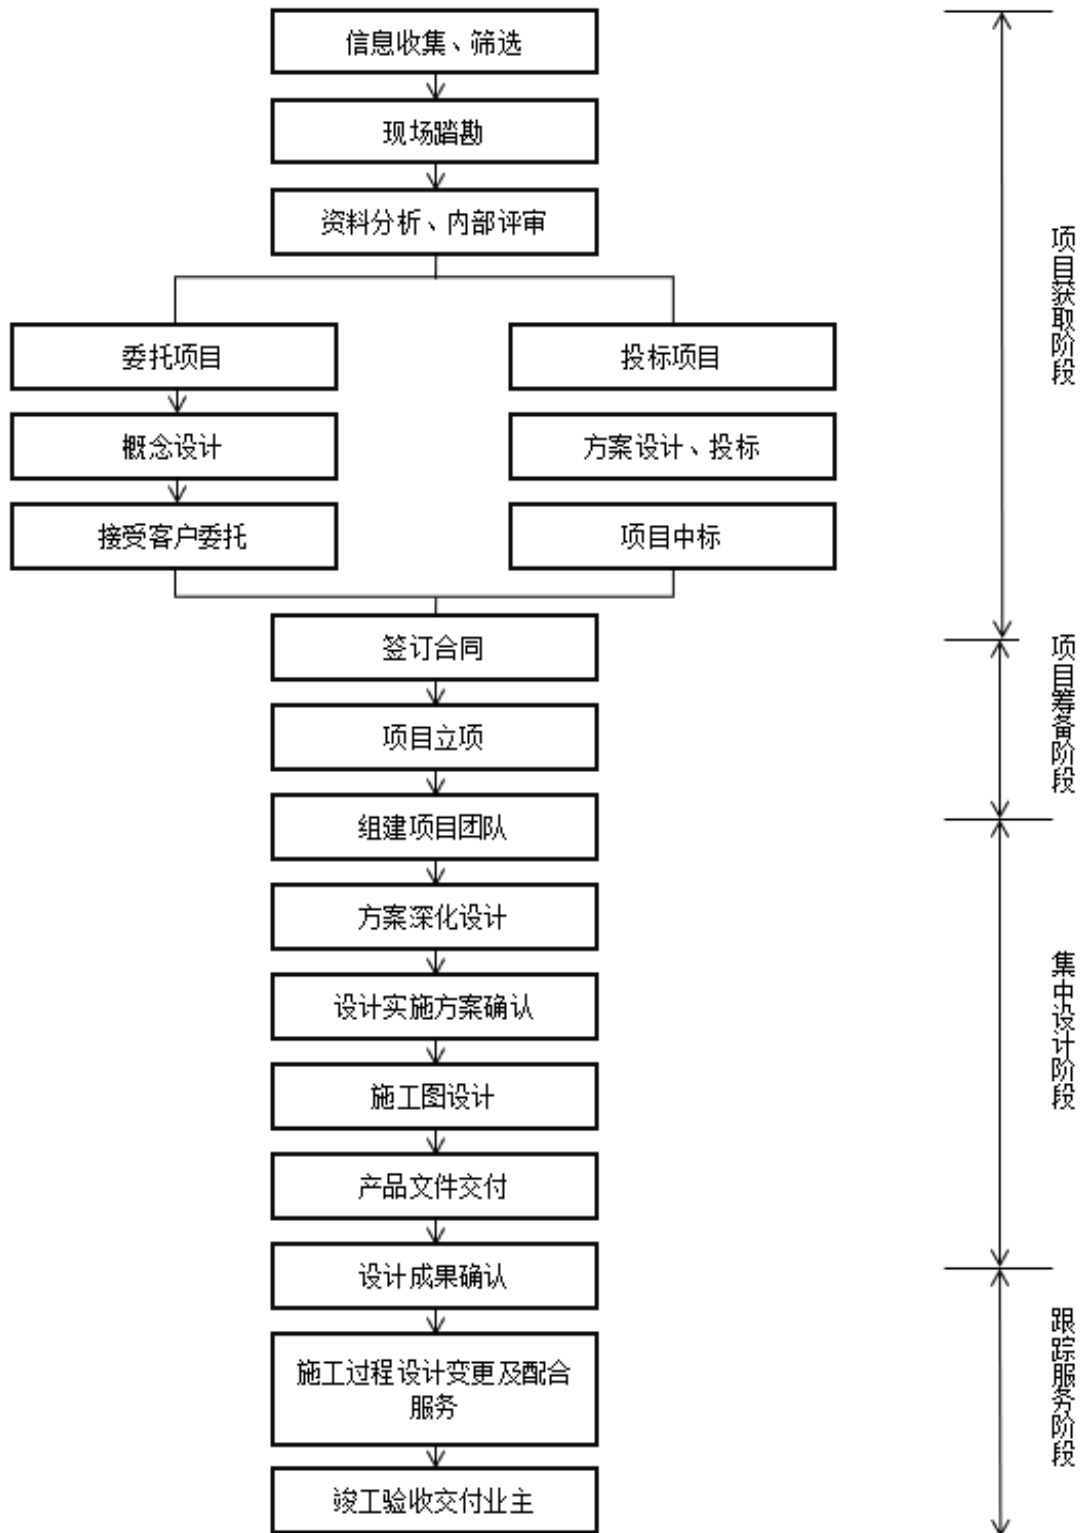 信息收集、筛选
现场踏勘
资料分析、内部评审
委托项目
投标项目
概念设计
方案设计、投标
接受客户委托
项目中标
签订合同
项目立项
组建项目团队
方案深化设计
设计实施方案确认
施工图设计
产品文件交付
设计成果确认
施工过程设计变更及配合
服务
竣工验收交付业主
项目获取阶段
项目筹备阶段
集中设计阶段
跟踪服务阶段